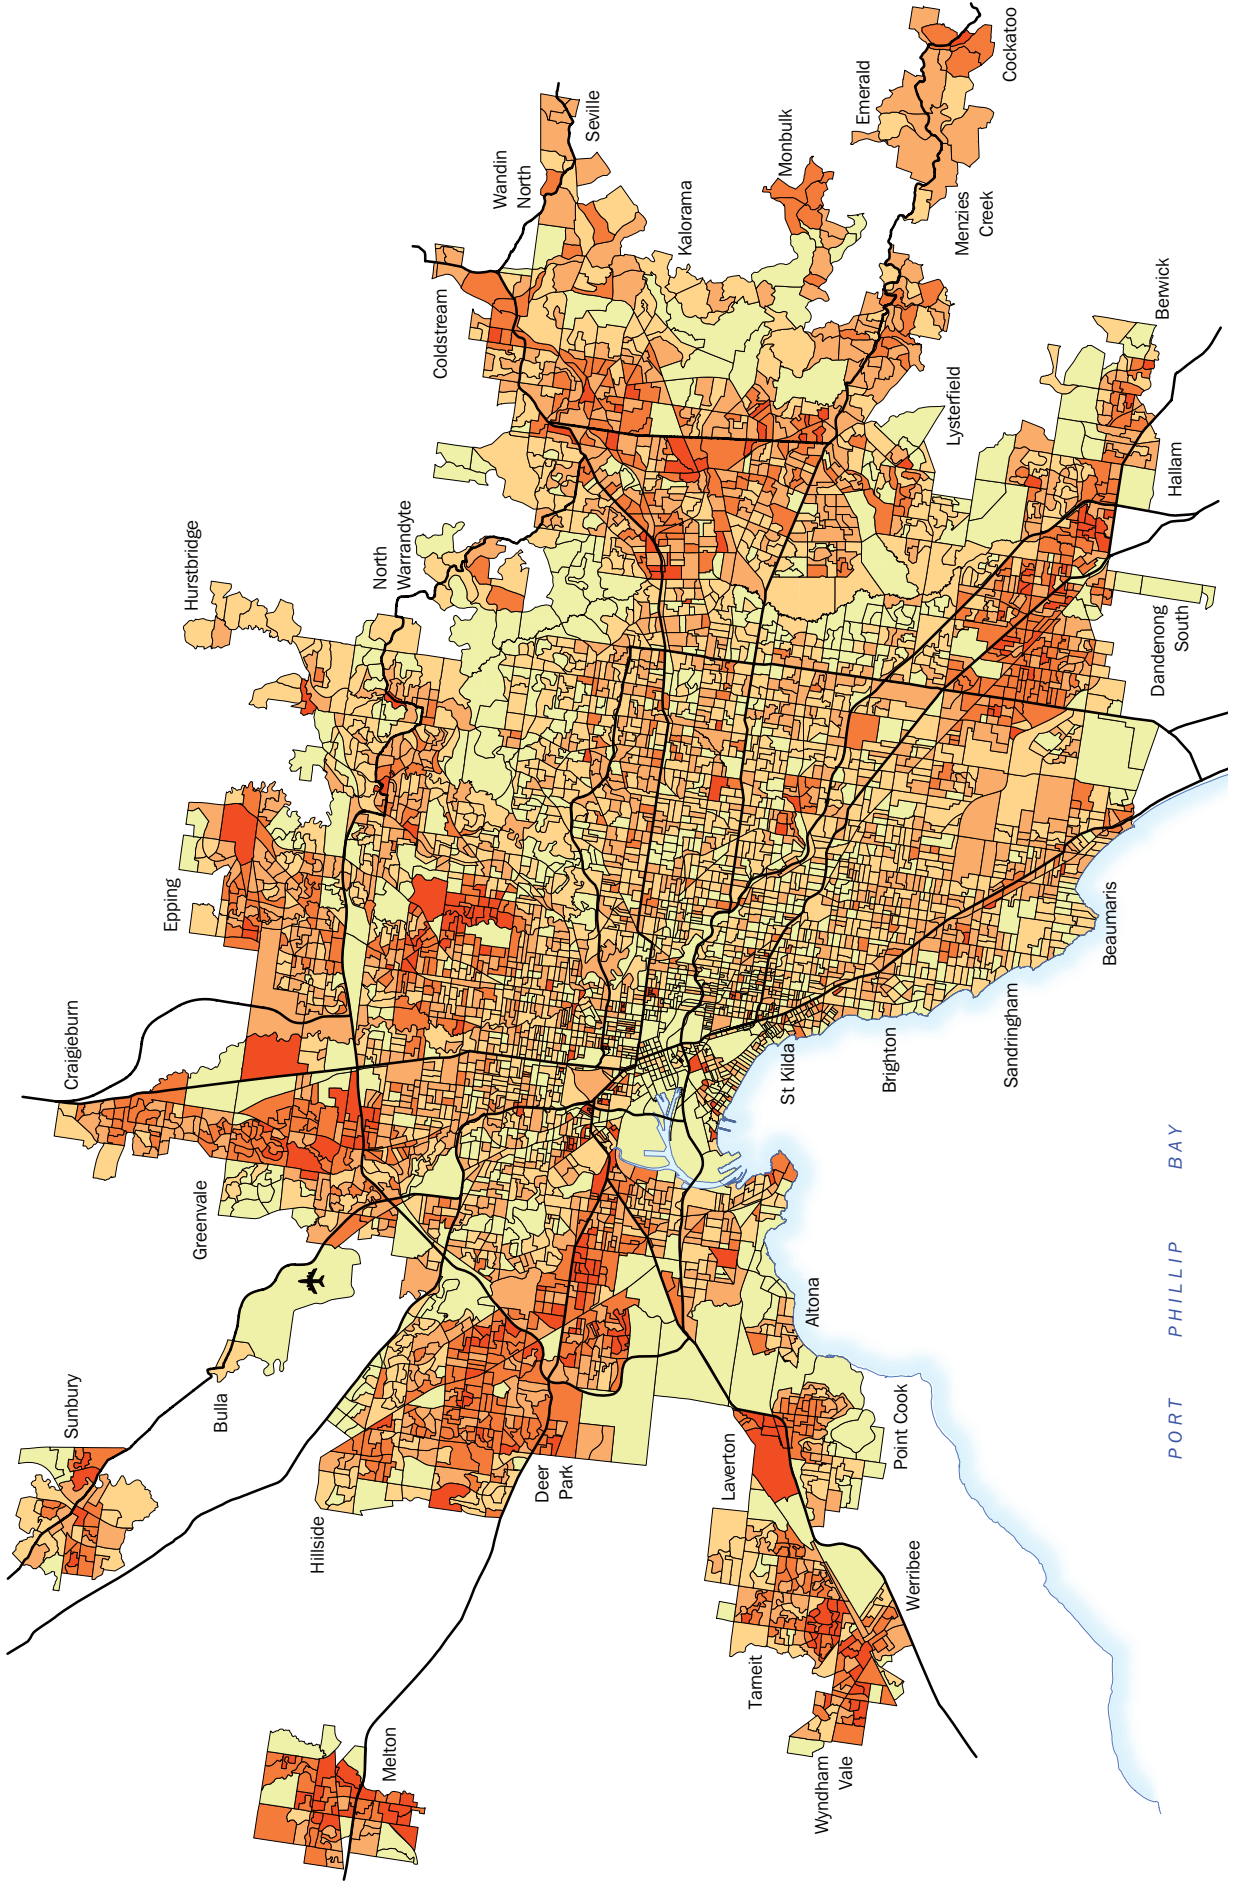 Sunbury
Craigieburn
Epping
Hurstbridge
Greenvale
Bulla
Hillside
North
Warrandyte
Melton
Coldstream
Wandin
North
Deer
Park
Seville
Kalorama
Laverton
Tarneit
Monbulk
St Kilda
Altona
Wyndham
Vale
Emerald
Brighton
Point Cook
Werribee
Lysterfield
Menzies
Creek
Sandringham
Cockatoo
Beaumaris
Dandenong
South
Berwick
Hallam
PORT PHILLIP BAY